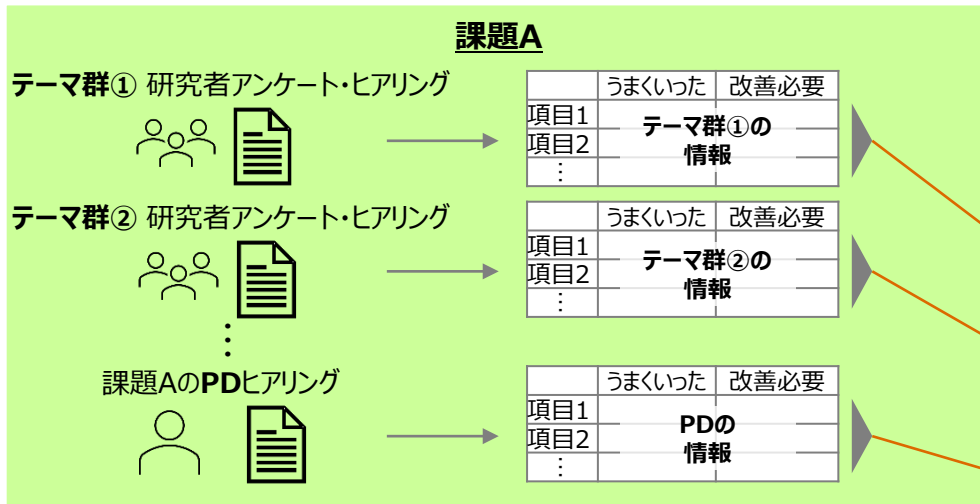 課題A
テーマ群① 研究者アンケート・ヒアリング
うまくいった 改善必要
項目1
項目2
⋮
テーマ群①の
情報
テーマ群② 研究者アンケート・ヒアリング
うまくいった 改善必要
項目1
項目2
⋮
テーマ群②の
情報
⋮
課題AのPDヒアリング
うまくいった 改善必要
項目1
項目2
⋮
PDの
情報